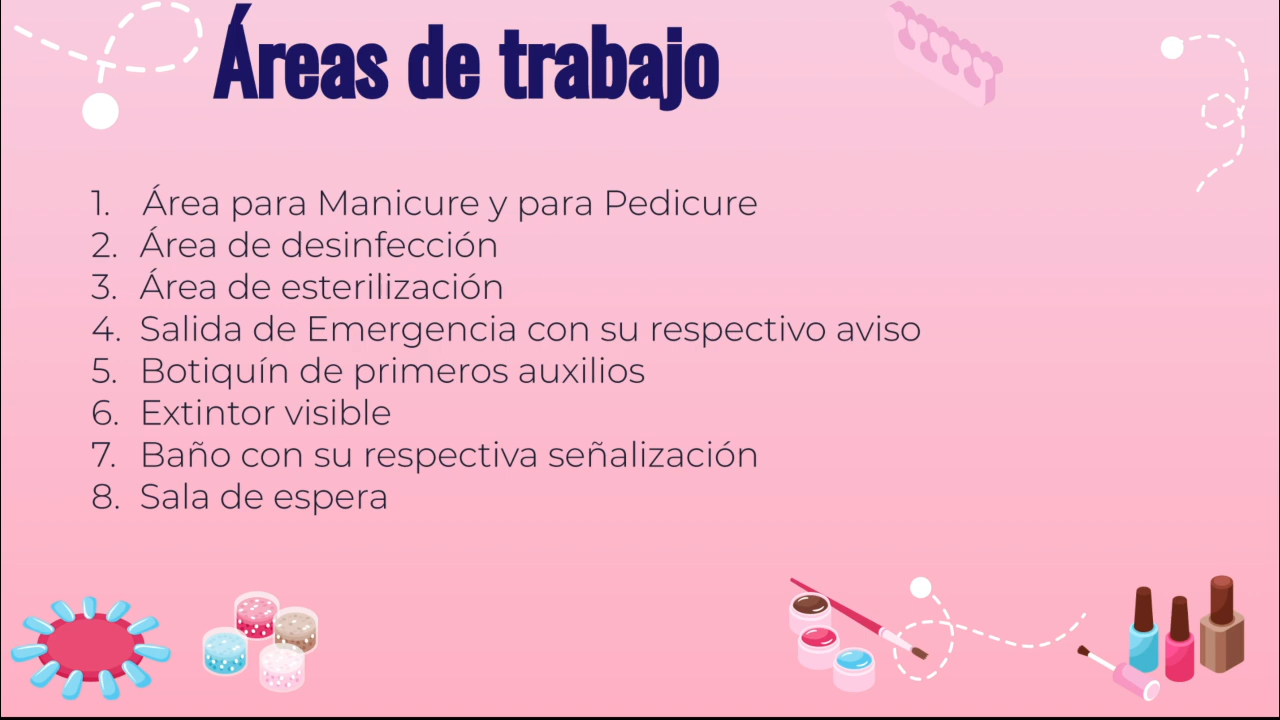 Áreas de trabajo
1. Área para Manicure y para Pedicure
2. Área de desinfección
3. Área de esterilización
4. Salida de Emergencia con su respectivo aviso
5. Botiquín de primeros auxilios
6. Extintor visible
7. Baño con su respectiva señalización
8. Sala de espera